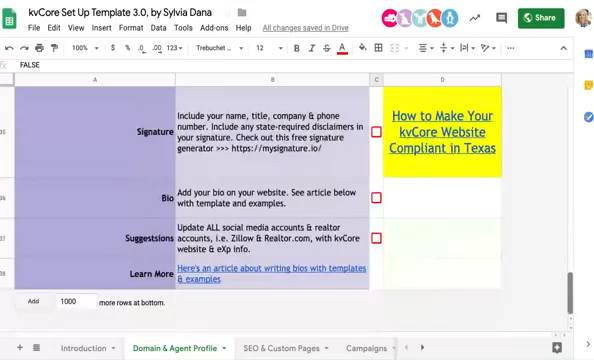 kvCore Set Up Template 3.0, by Sylvia Dana
File Edit View Insert Format Data Tools Add-ons Help All changes saved in Drive
Share
100% $ % .0 .00 123 Trebuchet ... 12 B I S A
FALSE
A B C D
Signature
Include your name, title, company & phone
number. Include any state-required disclaimers in
your signature. Check out this free signature
generator >>> https://mysignature.io/
How to Make Your
kvCore Website
Compliant in Texas
Bio
Add your bio on your website. See article below
with template and examples.
Suggestsions
Update ALL social media accounts & realtor
accounts, i.e. Zillow & Realtor.com, with kvCore
website & eXp info.
Learn More
Here's an article about writing bios with templates
& examples
Add 1000 more rows at bottom.
Introduction Domain & Agent Profile SEO & Custom Pages Campaigns